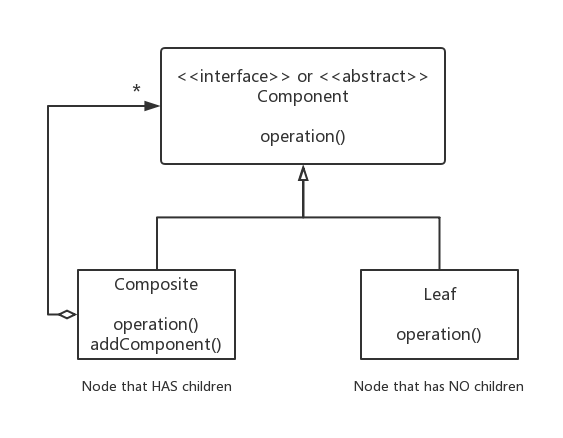 *
<<interface>> or <<abstract>>
Component
operation()
Composite
operation()
addComponent()
Leaf
operation()
Node that HAS children
Node that has NO children